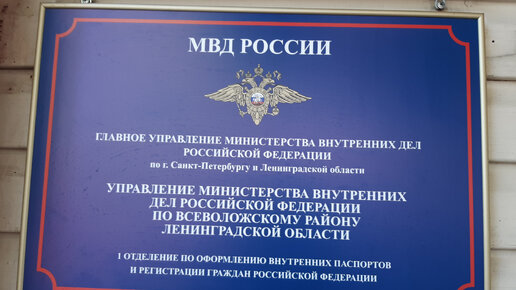 МВД РОССИИ
ГЛАВНОЕ УПРАВЛЕНИЕ МИНИСТЕРСТВА ВНУТРЕННИХ ДЕЛ
РОССИЙСКОЙ ФЕДЕРАЦИИ
по г. Санкт-Петербургу и Ленинградской области
УПРАВЛЕНИЕ МИНИСТЕРСТВА ВНУТРЕННИХ
ДЕЛ РОССИЙСКОЙ ФЕДЕРАЦИИ
ПО ВСЕВОЛОЖСКОМУ РАЙОНУ
ЛЕНИНГРАДСКОЙ ОБЛАСТИ
1 ОТДЕЛЕНИЕ ПО ОФОРМЛЕНИЮ ВНУТРЕННИХ ПАСПОРТОВ
И РЕГИСТРАЦИИ ГРАЖДАН РОССИЙСКОЙ ФЕДЕРАЦИИ